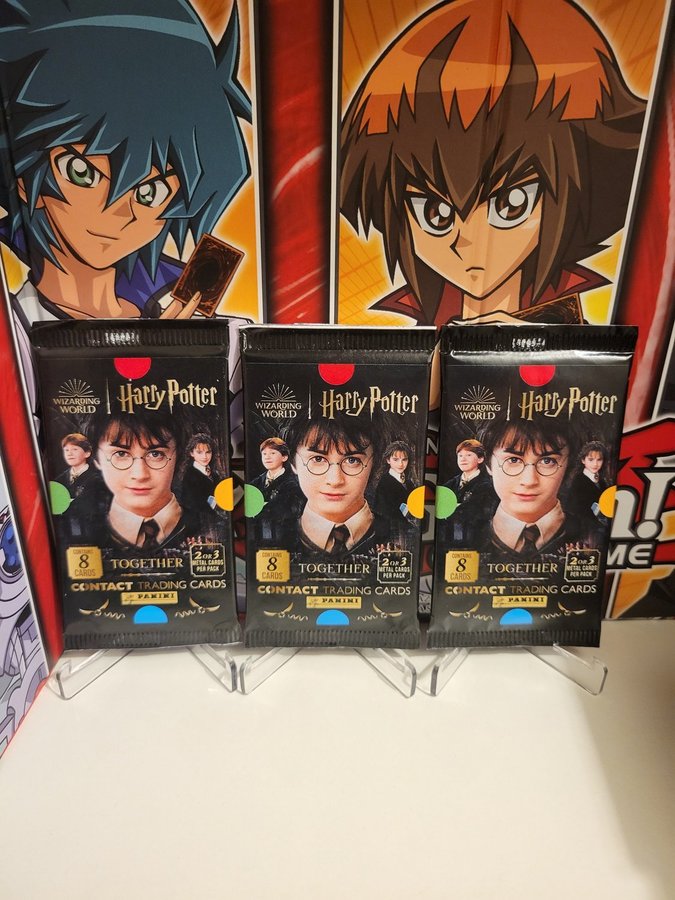 WIZARDING
WORLD
Harry Potter
CONTAINS
8
CARDS
TOGETHER
2 OR 3
METAL CARDS
PER PACK
CONTACT TRADING CARDS
PANINI
WIZARDING
WORLD
Harry Potter
CONTAINS
8
CARDS
TOGETHER
2 OR 3
METAL CARDS
PER PACK
CONTACT TRADING CARDS
PANINI
WIZARDING
WORLD
Harry Potter
CONTAINS
8
CARDS
TOGETHER
2 OR 3
METAL CARDS
PER PACK
CONTACT TRADING CARDS
PANINI
h!
ME